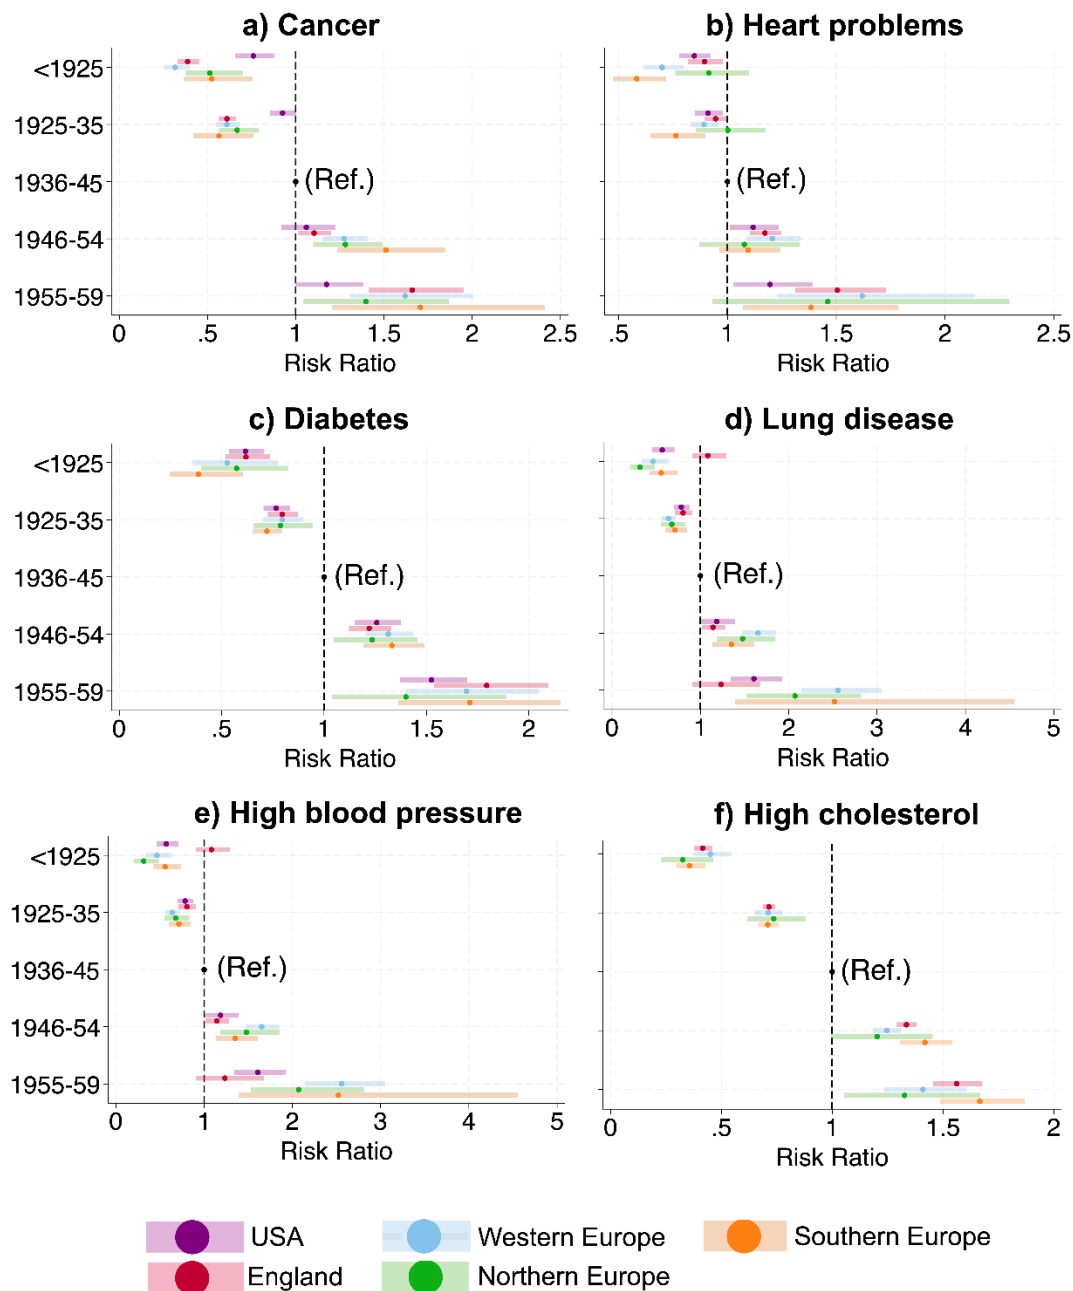 a) Cancer
<1925
1925-35
1936-45
1946-54
1955-59
(Ref.)
0 .5 1 1.5 2 2.5
Risk Ratio
b) Heart problems
(Ref.)
.5 1 1.5 2 2.5
Risk Ratio
c) Diabetes
<1925
1925-35
1936-45
1946-54
1955-59
(Ref.)
0 .5 1 1.5 2
Risk Ratio
d) Lung disease
(Ref.)
0 1 2 3 4 5
Risk Ratio
e) High blood pressure
<1925
1925-35
1936-45
1946-54
1955-59
(Ref.)
0 1 2 3 4 5
Risk Ratio
f) High cholesterol
(Ref.)
0 .5 1 1.5 2
Risk Ratio
USA Western Europe Southern Europe
England Northern Europe